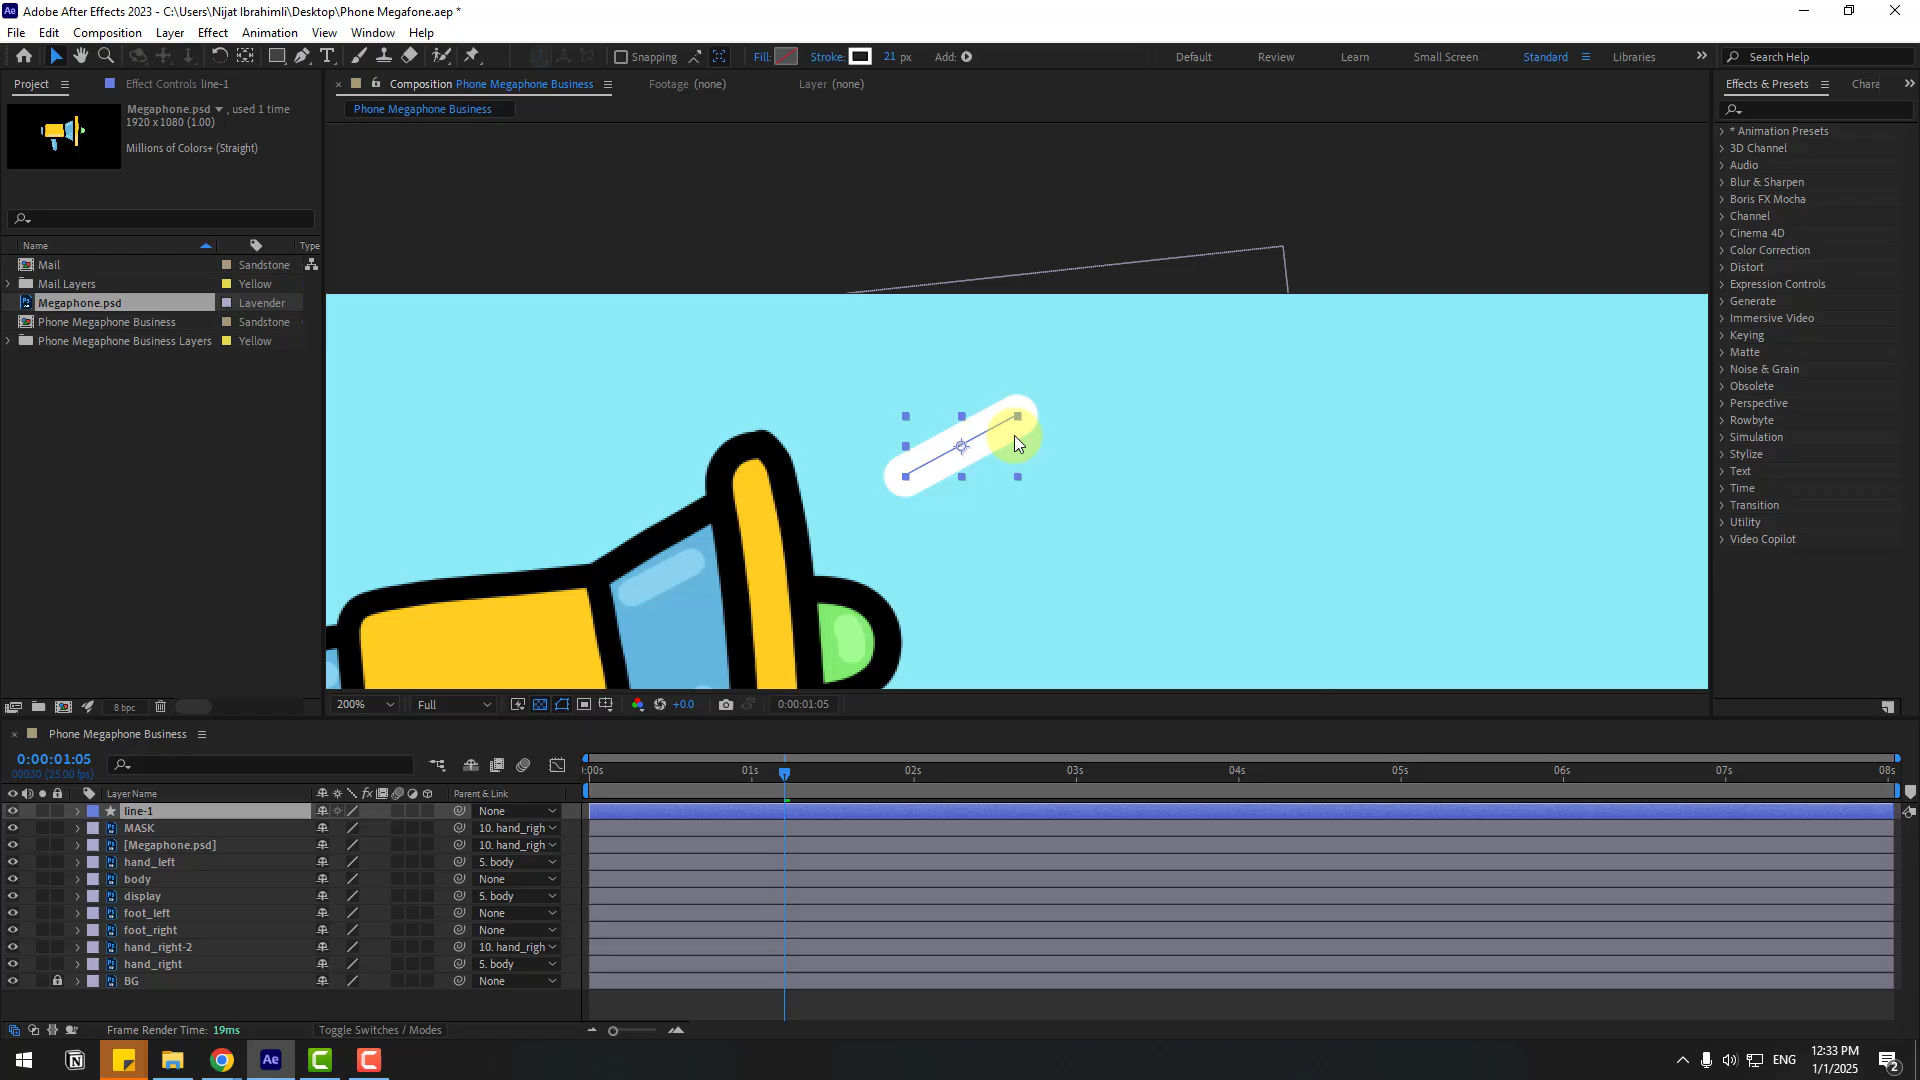 Adobe After Effects 2023 - C:\Users\Nijat Ibrahimli\Desktop\Phone Megafone.aep *
File Edit Composition Layer Effect Animation View Window Help
Snapping Fill: Stroke: 21 px Add: Default Review Learn Small Screen Standard Libraries Search Help
Project Effect Controls line-1
Composition Phone Megaphone Business Footage (none) Layer (none)
Effects & Presets Chara
Phone Megaphone Business
Megaphone.psd , used 1 time
1920 x 1080 (1.00)
Millions of Colors+ (Straight)
Name Type
Mail Sandstone
Mail Layers Yellow
Megaphone.psd Lavender
Phone Megaphone Business Sandstone
Phone Megaphone Business Layers Yellow
* Animation Presets
3D Channel
Audio
Blur & Sharpen
Boris FX Mocha
Channel
Cinema 4D
Color Correction
Distort
Expression Controls
Generate
Immersive Video
Keying
Matte
Noise & Grain
Obsolete
Perspective
Rowbyte
Simulation
Stylize
Text
Time
Transition
Utility
Video Copilot
8 bpc
200% Full +0.0 0:00:01:05
Phone Megaphone Business
0:00:01:05
00030 (25.00 fps)
:00s 01s 02s 03s 04s 05s 06s 07s 08s
Layer Name fx Parent & Link
line-1 None
MASK 10. hand_righ
[Megaphone.psd] 10. hand_righ
hand_left 5. body
body None
display 5. body
foot_left None
foot_right None
hand_right-2 10. hand_righ
hand_right 5. body
BG None
Frame Render Time: 19ms Toggle Switches / Modes
ENG
12:33 PM
1/1/2025
2